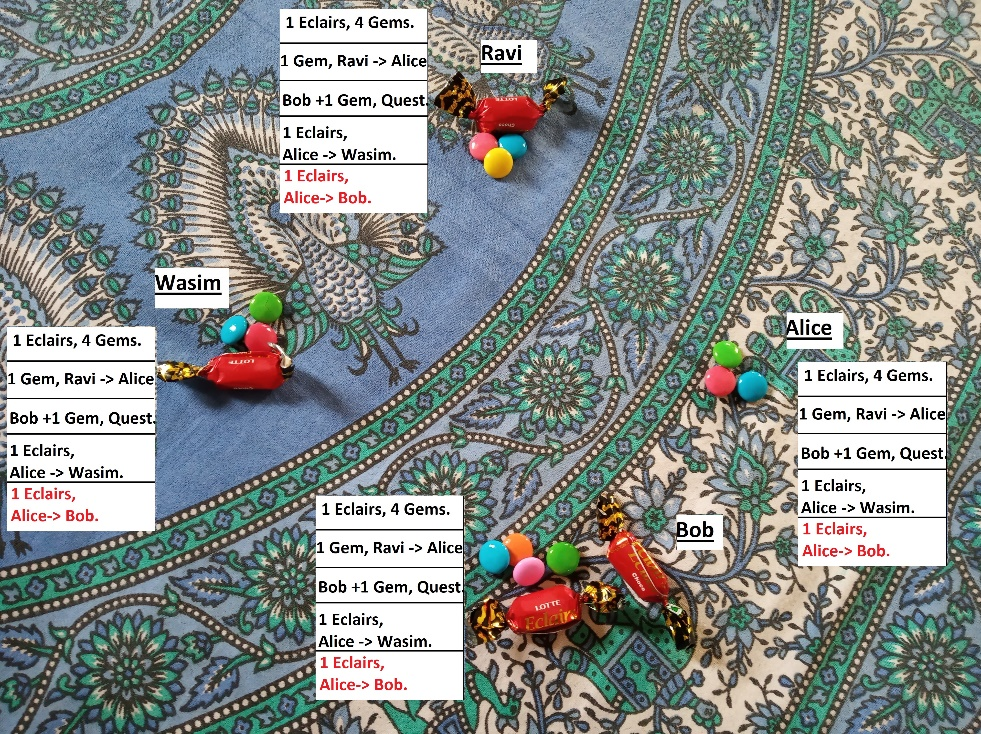 1 Eclairs, 4 Gems.
1 Gem, Ravi -> Alice
Bob +1 Gem, Quest.
1 Eclairs,
Alice -> Wasim.
1 Eclairs,
Alice-> Bob.
Ravi
LOTTE
Choco
Wasim
1 Eclairs, 4 Gems.
1 Gem, Ravi -> Alice
Bob +1 Gem, Quest.
1 Eclairs,
Alice -> Wasim.
1 Eclairs,
Alice-> Bob.
LOTTE
Alice
1 Eclairs, 4 Gems.
1 Gem, Ravi -> Alice
Bob +1 Gem, Quest.
1 Eclairs,
Alice -> Wasim.
1 Eclairs,
Alice-> Bob.
1 Eclairs, 4 Gems.
1 Gem, Ravi -> Alice
Bob +1 Gem, Quest.
1 Eclairs,
Alice -> Wasim.
1 Eclairs,
Alice-> Bob.
Bob
Choco
LOTTE
Eclairs